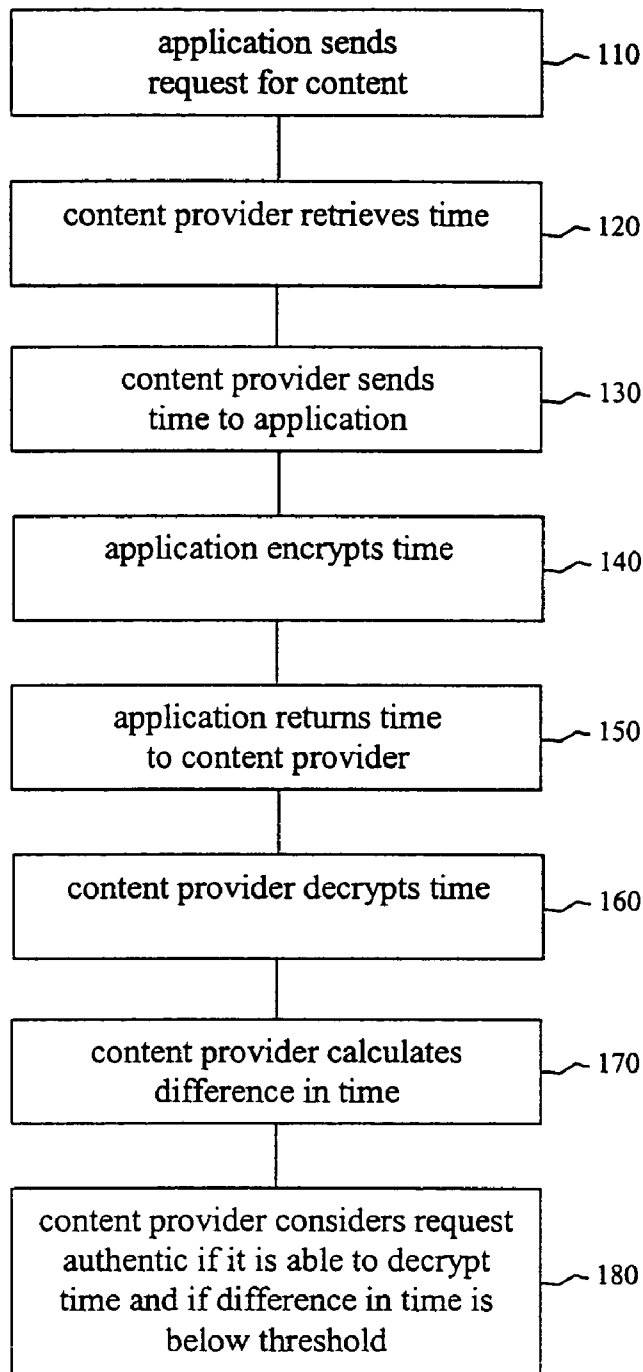 application sends
request for content
110
content provider retrieves time
120
content provider sends
time to application
130
application encrypts time
140
application returns time
to content provider
150
content provider decrypts time
160
content provider calculates
difference in time
170
content provider considers request
authentic if it is able to decrypt
time and if difference in time is
below threshold
180